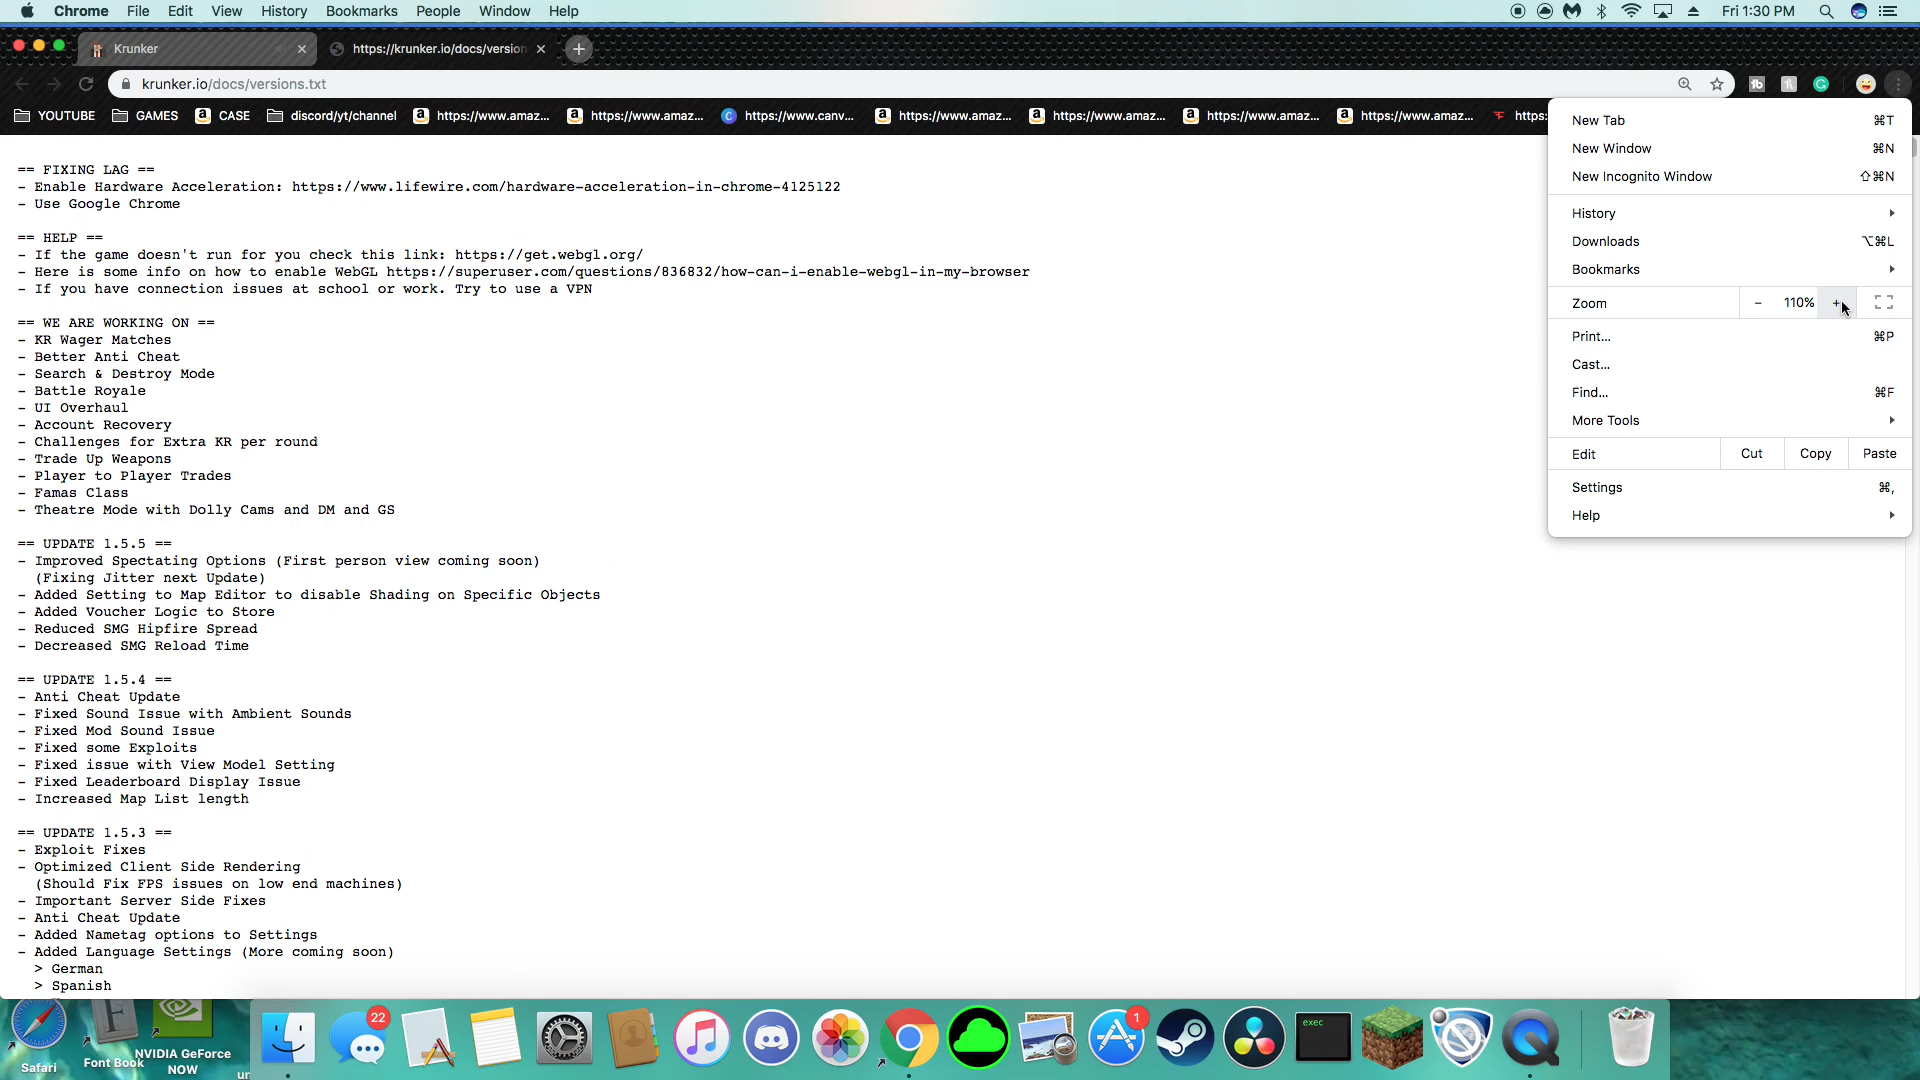 Chrome File Edit View History Bookmarks People Window Help Fri 1:30 PM
Krunker https://krunker.io/docs/version
krunker.io/docs/versions.txt
YOUTUBE GAMES CASE discord/yt/channel https://www.amaz... https://www.amaz... https://www.canv... https://www.amaz... https://www.amaz... https://www.amaz... https://www.amaz... https:
== FIXING LAG ==
- Enable Hardware Acceleration: https://www.lifewire.com/hardware-acceleration-in-chrome-4125122
- Use Google Chrome
== HELP ==
- If the game doesn't run for you check this link: https://get.webgl.org/
- Here is some info on how to enable WebGL https://superuser.com/questions/836832/how-can-i-enable-webgl-in-my-browser
- If you have connection issues at school or work. Try to use a VPN
== WE ARE WORKING ON ==
- KR Wager Matches
- Better Anti Cheat
- Search & Destroy Mode
- Battle Royale
- UI Overhaul
- Account Recovery
- Challenges for Extra KR per round
- Trade Up Weapons
- Player to Player Trades
- Famas Class
- Theatre Mode with Dolly Cams and DM and GS
== UPDATE 1.5.5 ==
- Improved Spectating Options (First person view coming soon)
(Fixing Jitter next Update)
- Added Setting to Map Editor to disable Shading on Specific Objects
- Added Voucher Logic to Store
- Reduced SMG Hipfire Spread
- Decreased SMG Reload Time
== UPDATE 1.5.4 ==
- Anti Cheat Update
- Fixed Sound Issue with Ambient Sounds
- Fixed Mod Sound Issue
- Fixed some Exploits
- Fixed issue with View Model Setting
- Fixed Leaderboard Display Issue
- Increased Map List length
== UPDATE 1.5.3 ==
- Exploit Fixes
- Optimized Client Side Rendering
(Should Fix FPS issues on low end machines)
- Important Server Side Fixes
- Anti Cheat Update
- Added Nametag options to Settings
- Added Language Settings (More coming soon)
> German
> Spanish
New Tab ⌘T
New Window ⌘N
New Incognito Window ⇧⌘N
History
Downloads ⌥⌘L
Bookmarks
Zoom - 110% +
Print... ⌘P
Cast...
Find... ⌘F
More Tools
Edit Cut Copy Paste
Settings ⌘,
Help
22
1
exec
Safari
Font Book
NVIDIA GeForce
NOW
un